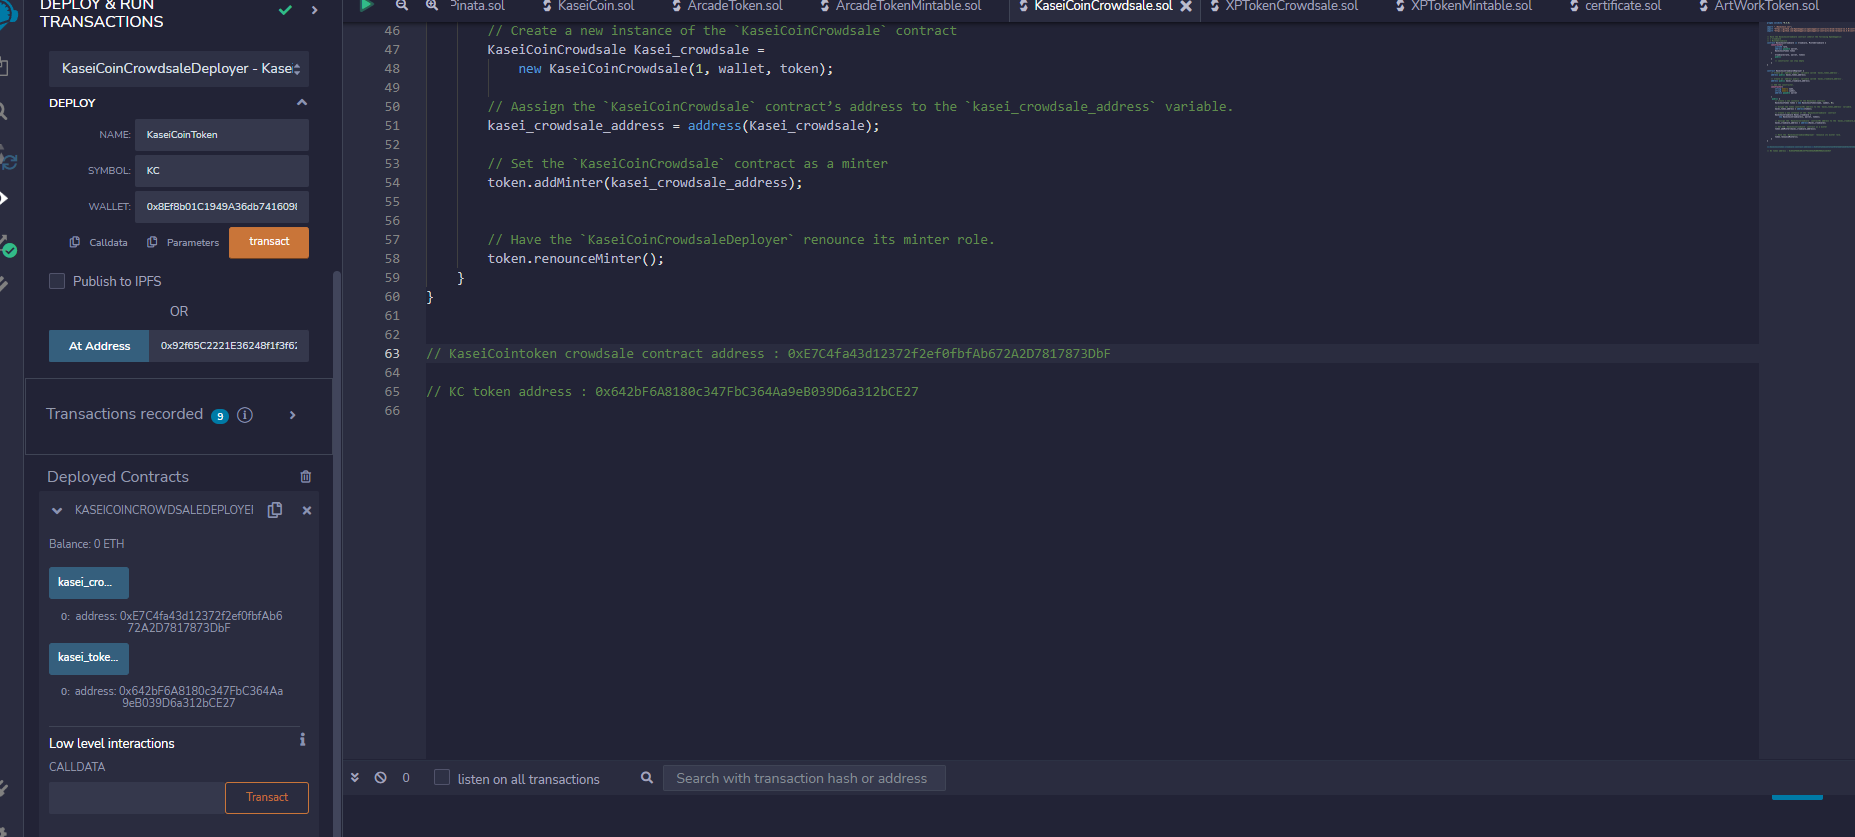 DEPLOY & RUN
TRANSACTIONS
KaseiCoinCrowdsaleDeployer - Kasei
DEPLOY
NAME: KaseiCoinToken
SYMBOL: KC
WALLET: 0x8Ef8b01C1949A36db741609
Calldata Parameters transact
Publish to IPFS
OR
At Address 0x92f65C2221E36248f1f3f6
Transactions recorded 9
Deployed Contracts
KASEICOINCROWDSALEDEPLOYE
Balance: 0 ETH
kasei_cro...
0: address: 0xE7C4fa43d12372f2ef0fbfAb6
72A2D7817873DbF
kasei_toke...
0: address: 0x642bF6A8180c347FbC364Aa
9eB039D6a312bCE27
Low level interactions
CALLDATA
Transact
Pinata.sol KaseiCoin.sol ArcadeToken.sol ArcadeTokenMintable.sol KaseiCoinCrowdsale.sol XPTokenCrowdsale.sol XPTokenMintable.sol certificate.sol ArtWorkToken.sol
46 // Create a new instance of the `KaseiCoinCrowdsale` contract
47 KaseiCoinCrowdsale Kasei_crowdsale =
48 new KaseiCoinCrowdsale(1, wallet, token);
49
50 // Aassign the `KaseiCoinCrowdsale` contract’s address to the `kasei_crowdsale_address` variable.
51 kasei_crowdsale_address = address(Kasei_crowdsale);
52
53 // Set the `KaseiCoinCrowdsale` contract as a minter
54 token.addMinter(kasei_crowdsale_address);
55
56
57 // Have the `KaseiCoinCrowdsaleDeployer` renounce its minter role.
58 token.renounceMinter();
59 }
60 }
61
62
63 // KaseiCointoken crowdsale contract address : 0xE7C4fa43d12372f2ef0fbfAb672A2D7817873DbF
64
65 // KC token address : 0x642bF6A8180c347FbC364Aa9eB039D6a312bCE27
66
0 listen on all transactions Search with transaction hash or address